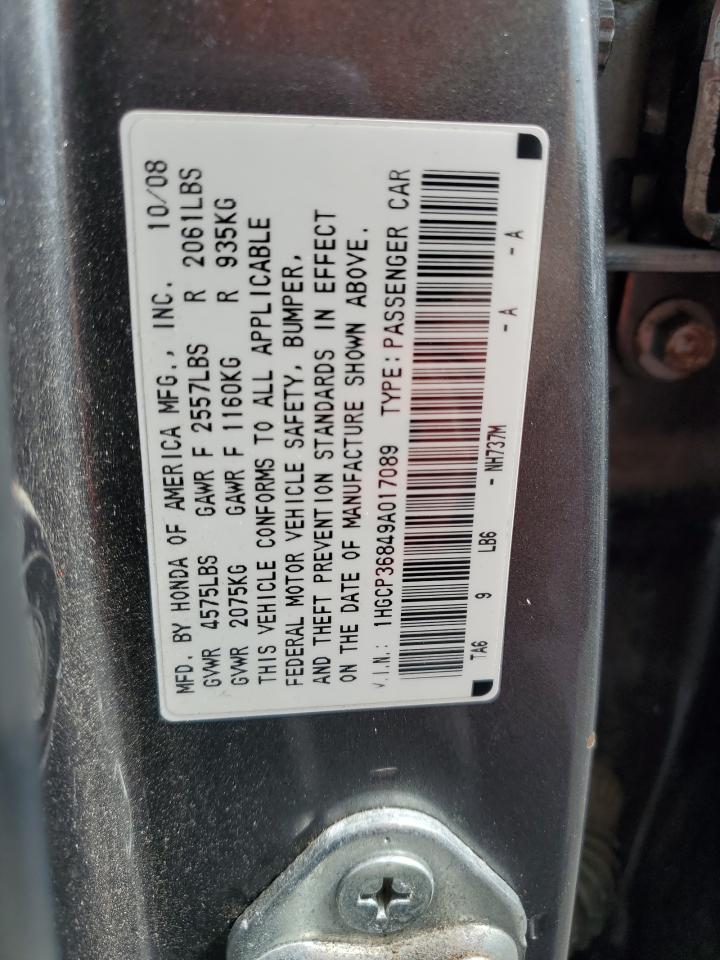 MFD. BY HONDA OF AMERICA MFG., INC. 10/08
GVWR 4575LBS GAWR F 2557LBS R 2061LBS
GVWR 2075KG GAWR F 1160KG R 935KG
THIS VEHICLE CONFORMS TO ALL APPLICABLE
FEDERAL MOTOR VEHICLE SAFETY, BUMPER,
AND THEFT PREVENTION STANDARDS IN EFFECT
ON THE DATE OF MANUFACTURE SHOWN ABOVE.
V.I.N.: 1HGCP36849A017089 TYPE: PASSENGER CAR
TA6 9 LB6 - NH737M - A - A